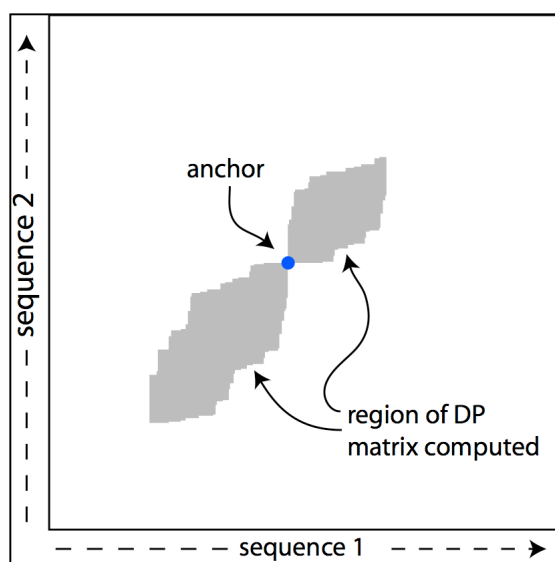 sequence 2
anchor
region of DP
matrix computed
sequence 1